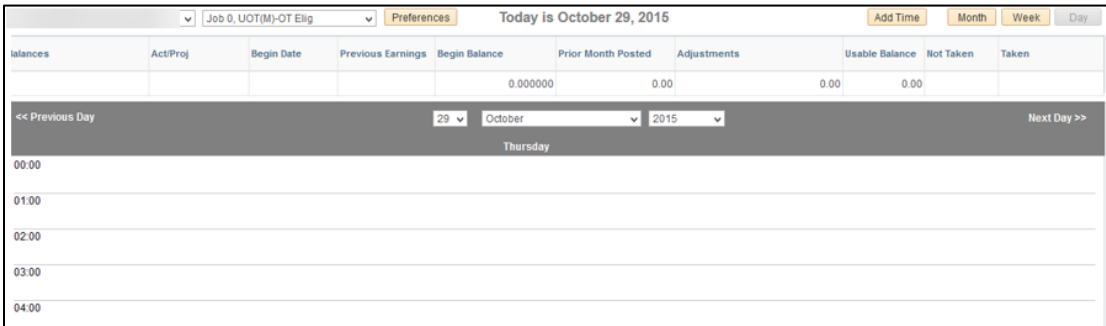 Job 0, UOT(M)-OT Elig Preferences Today is October 29, 2015 Add Time Month Week Day
alances Act/Proj Begin Date Previous Earnings Begin Balance Prior Month Posted Adjustments Usable Balance Not Taken Taken
0.000000 0.00 0.00 0.00
<< Previous Day 29 October 2015 Next Day >>
Thursday
00:00
01:00
02:00
03:00
04:00